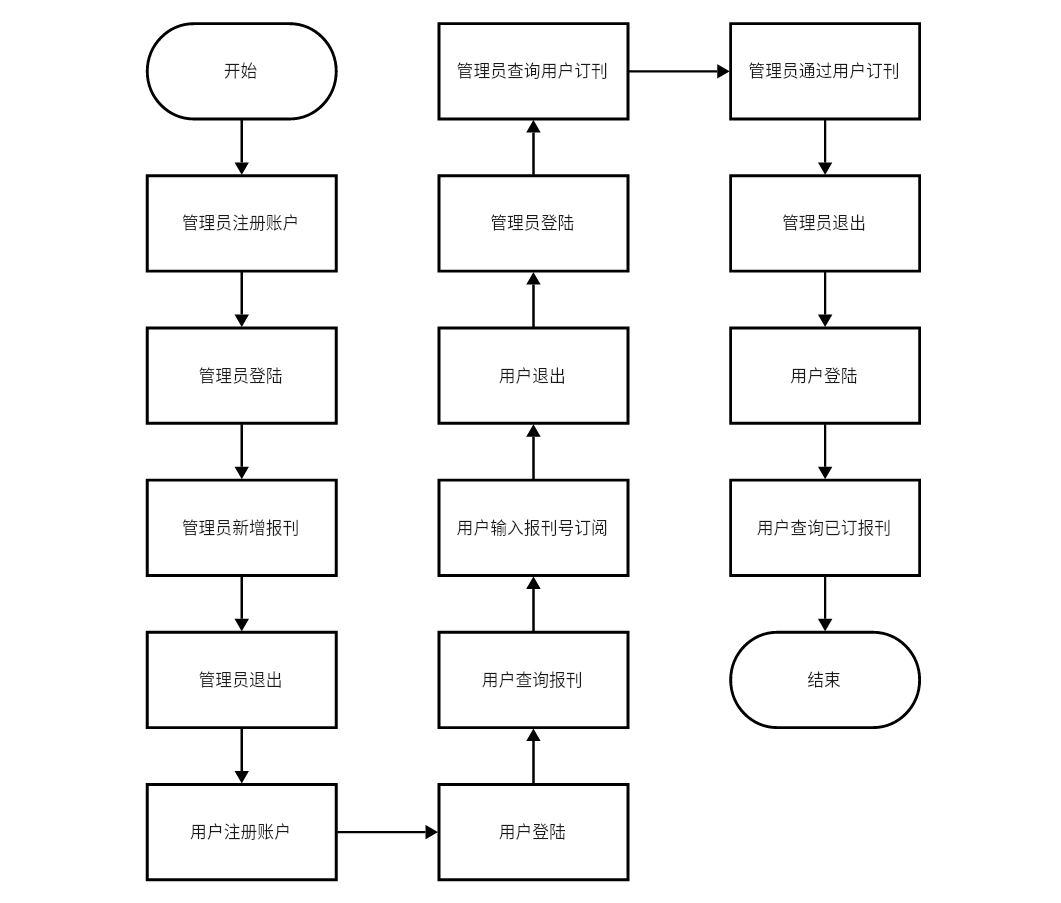 开始
管理员注册账户
管理员登陆
管理员新增报刊
管理员退出
用户注册账户
用户登陆
用户查询报刊
用户输入报刊号订阅
用户退出
管理员登陆
管理员查询用户订刊
管理员通过用户订刊
管理员退出
用户登陆
用户查询已订报刊
结束